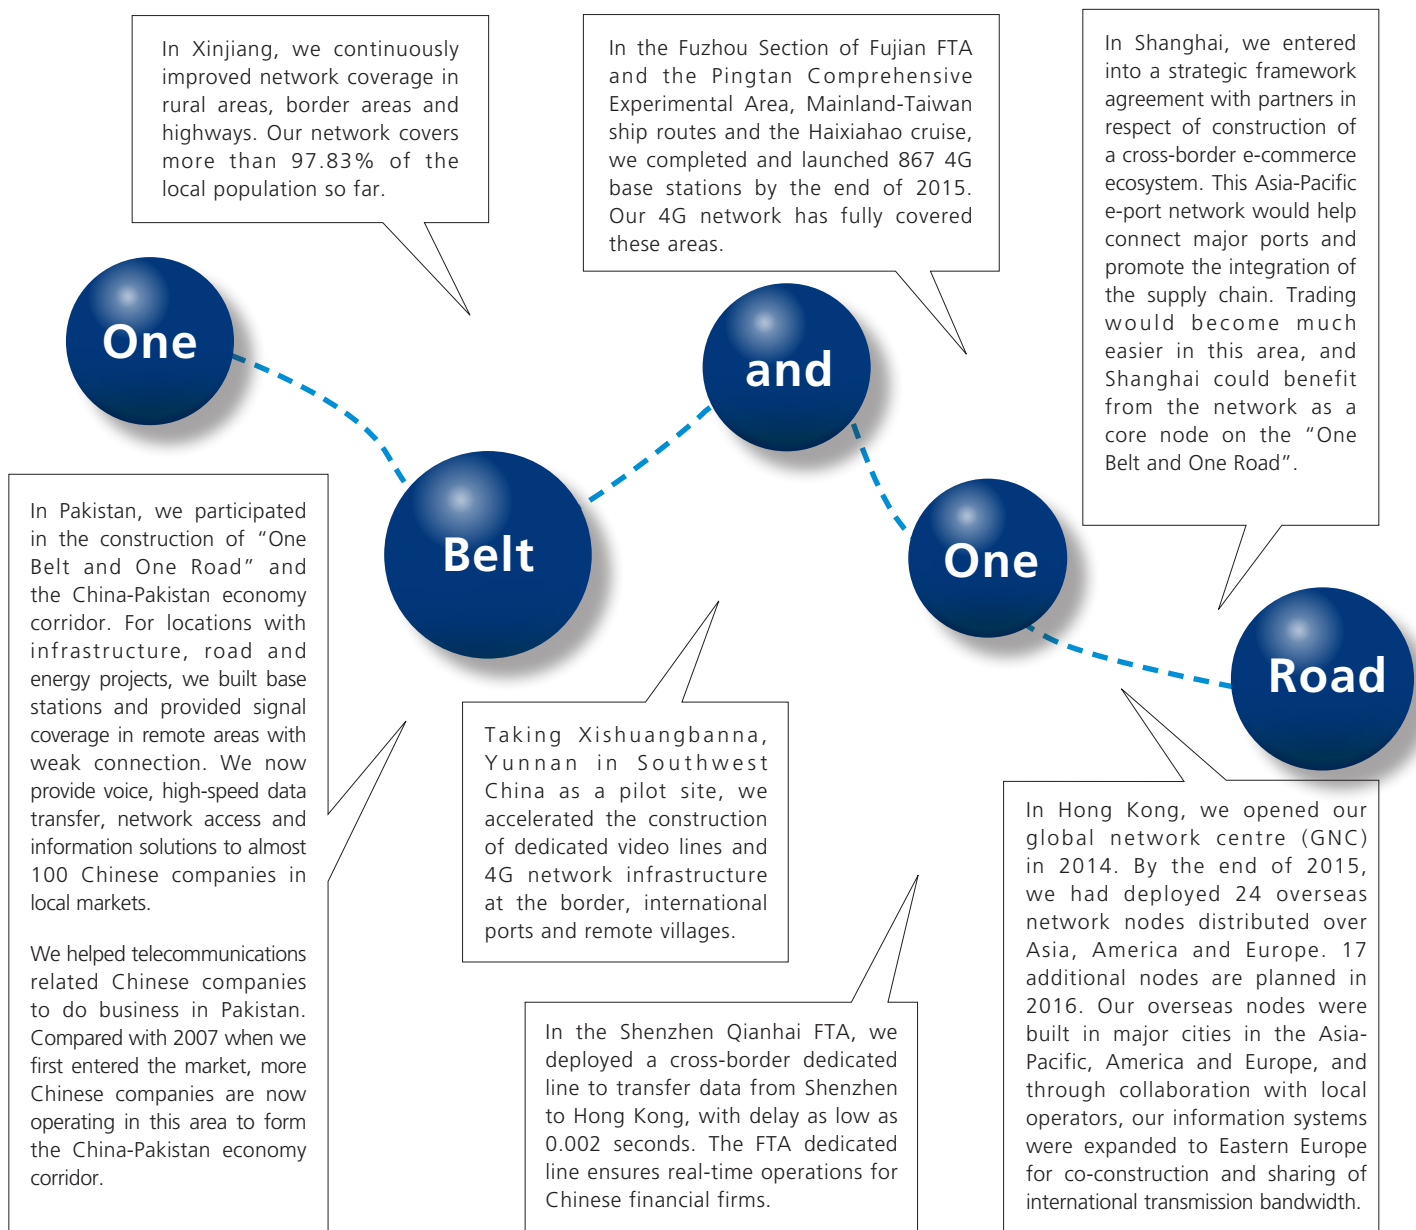 In Xinjiang, we continuously
improved network coverage in
rural areas, border areas and
highways. Our network covers
more than 97.83% of the
local population so far.
In the Fuzhou Section of Fujian FTA
and the Pingtan Comprehensive
Experimental Area, Mainland-Taiwan
ship routes and the Haixiahao cruise,
we completed and launched 867 4G
base stations by the end of 2015.
Our 4G network has fully covered
these areas.
In Shanghai, we entered
into a strategic framework
agreement with partners in
respect of construction of
a cross-border e-commerce
ecosystem. This Asia-Pacific
e-port network would help
connect major ports and
promote the integration of
the supply chain. Trading
would become much
easier in this area, and
Shanghai could benefit
from the network as a
core node on the “One
Belt and One Road”.
One
Belt
and
One
Road
In Pakistan, we participated
in the construction of “One
Belt and One Road” and
the China-Pakistan economy
corridor. For locations with
infrastructure, road and
energy projects, we built base
stations and provided signal
coverage in remote areas with
weak connection. We now
provide voice, high-speed data
transfer, network access and
information solutions to almost
100 Chinese companies in
local markets.
We helped telecommunications
related Chinese companies
to do business in Pakistan.
Compared with 2007 when we
first entered the market, more
Chinese companies are now
operating in this area to form
the China-Pakistan economy
corridor.
Taking Xishuangbanna,
Yunnan in Southwest
China as a pilot site, we
accelerated the construction
of dedicated video lines and
4G network infrastructure
at the border, international
ports and remote villages.
In the Shenzhen Qianhai FTA, we
deployed a cross-border dedicated
line to transfer data from Shenzhen
to Hong Kong, with delay as low as
0.002 seconds. The FTA dedicated
line ensures real-time operations for
Chinese financial firms.
In Hong Kong, we opened our
global network centre (GNC)
in 2014. By the end of 2015,
we had deployed 24 overseas
network nodes distributed over
Asia, America and Europe. 17
additional nodes are planned in
2016. Our overseas nodes were
built in major cities in the Asia-
Pacific, America and Europe, and
through collaboration with local
operators, our information systems
were expanded to Eastern Europe
for co-construction and sharing of
international transmission bandwidth.